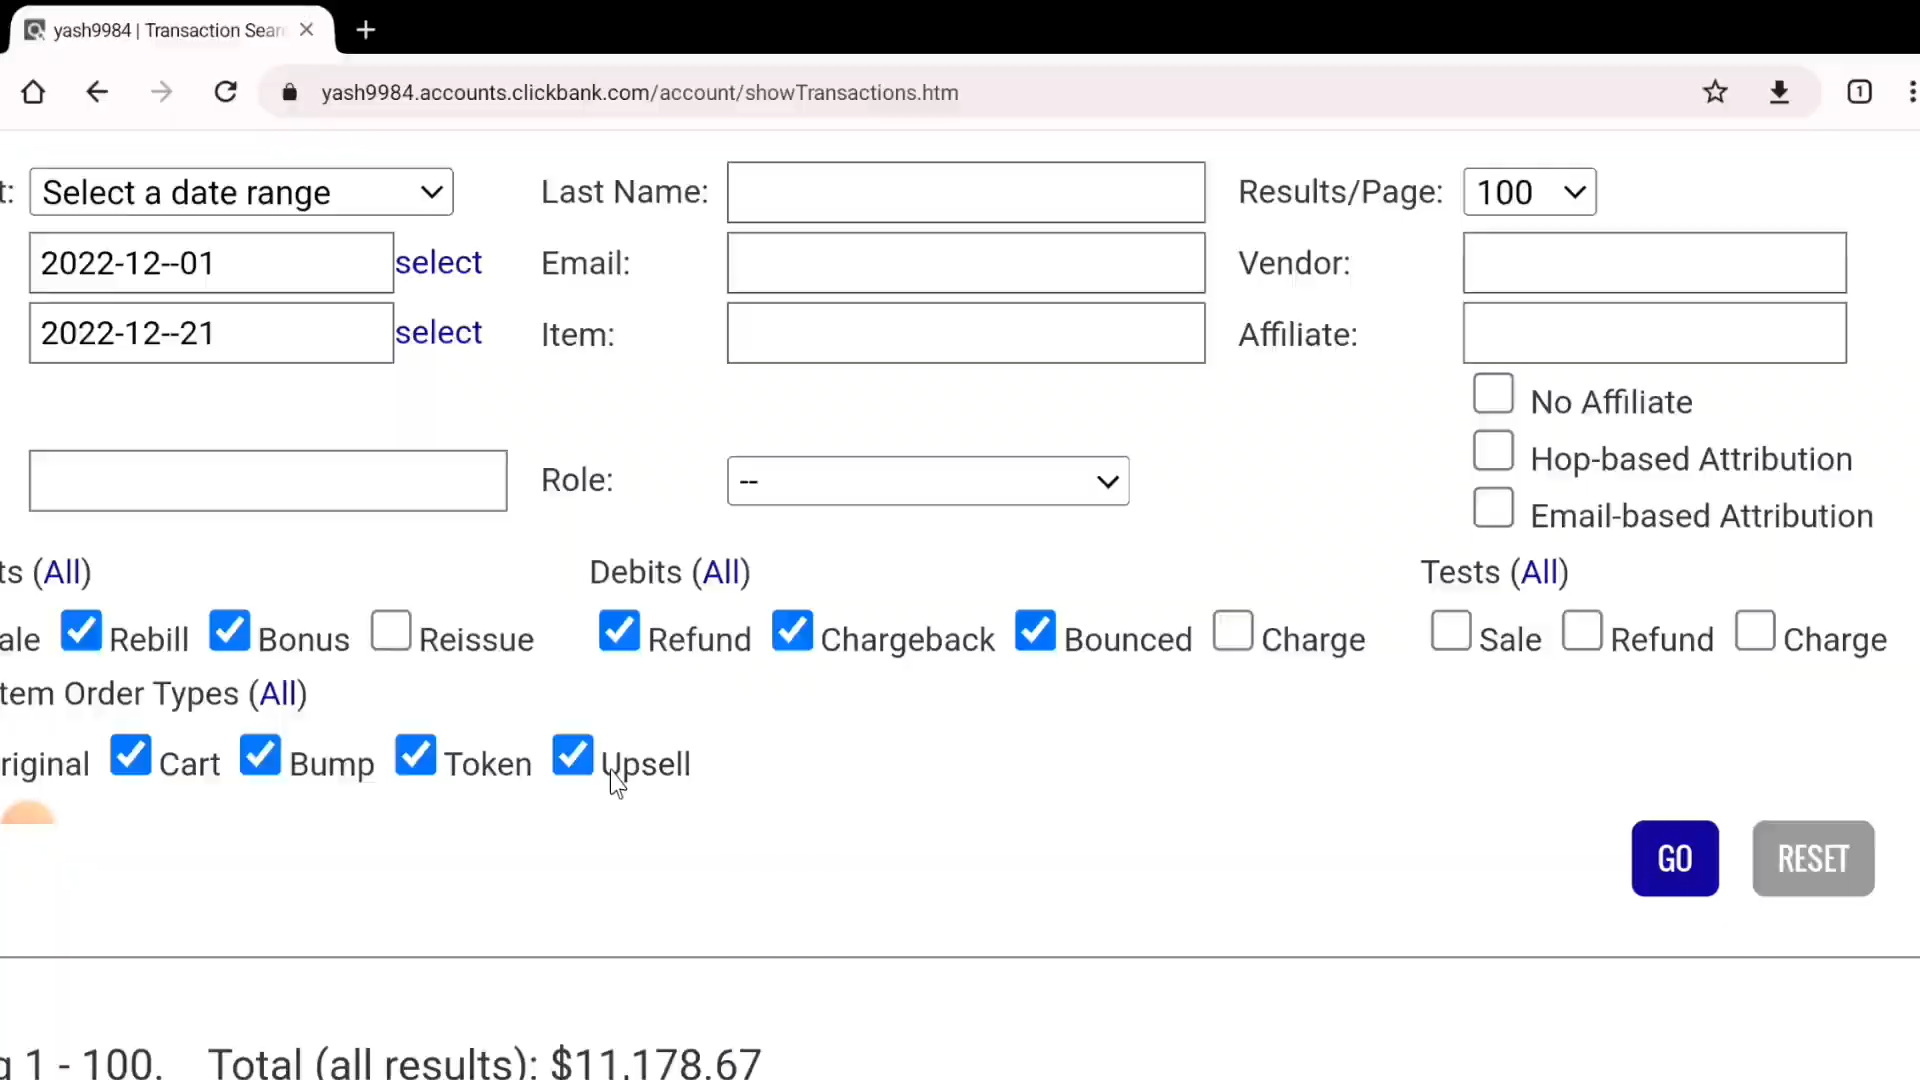 yash9984 | Transaction Sear
yash9984.accounts.clickbank.com/account/showTransactions.htm
1
t: Select a date range Last Name: Results/Page: 100
2022-12--01 select Email: Vendor:
2022-12--21 select Item: Affiliate:
No Affiliate
Hop-based Attribution
Role: --
Email-based Attribution
ts (All) Debits (All) Tests (All)
ale Rebill Bonus Reissue Refund Chargeback Bounced Charge Sale Refund Charge
tem Order Types (All)
riginal Cart Bump Token Upsell
GO RESET
g 1 - 100. Total (all results): $11,178.67